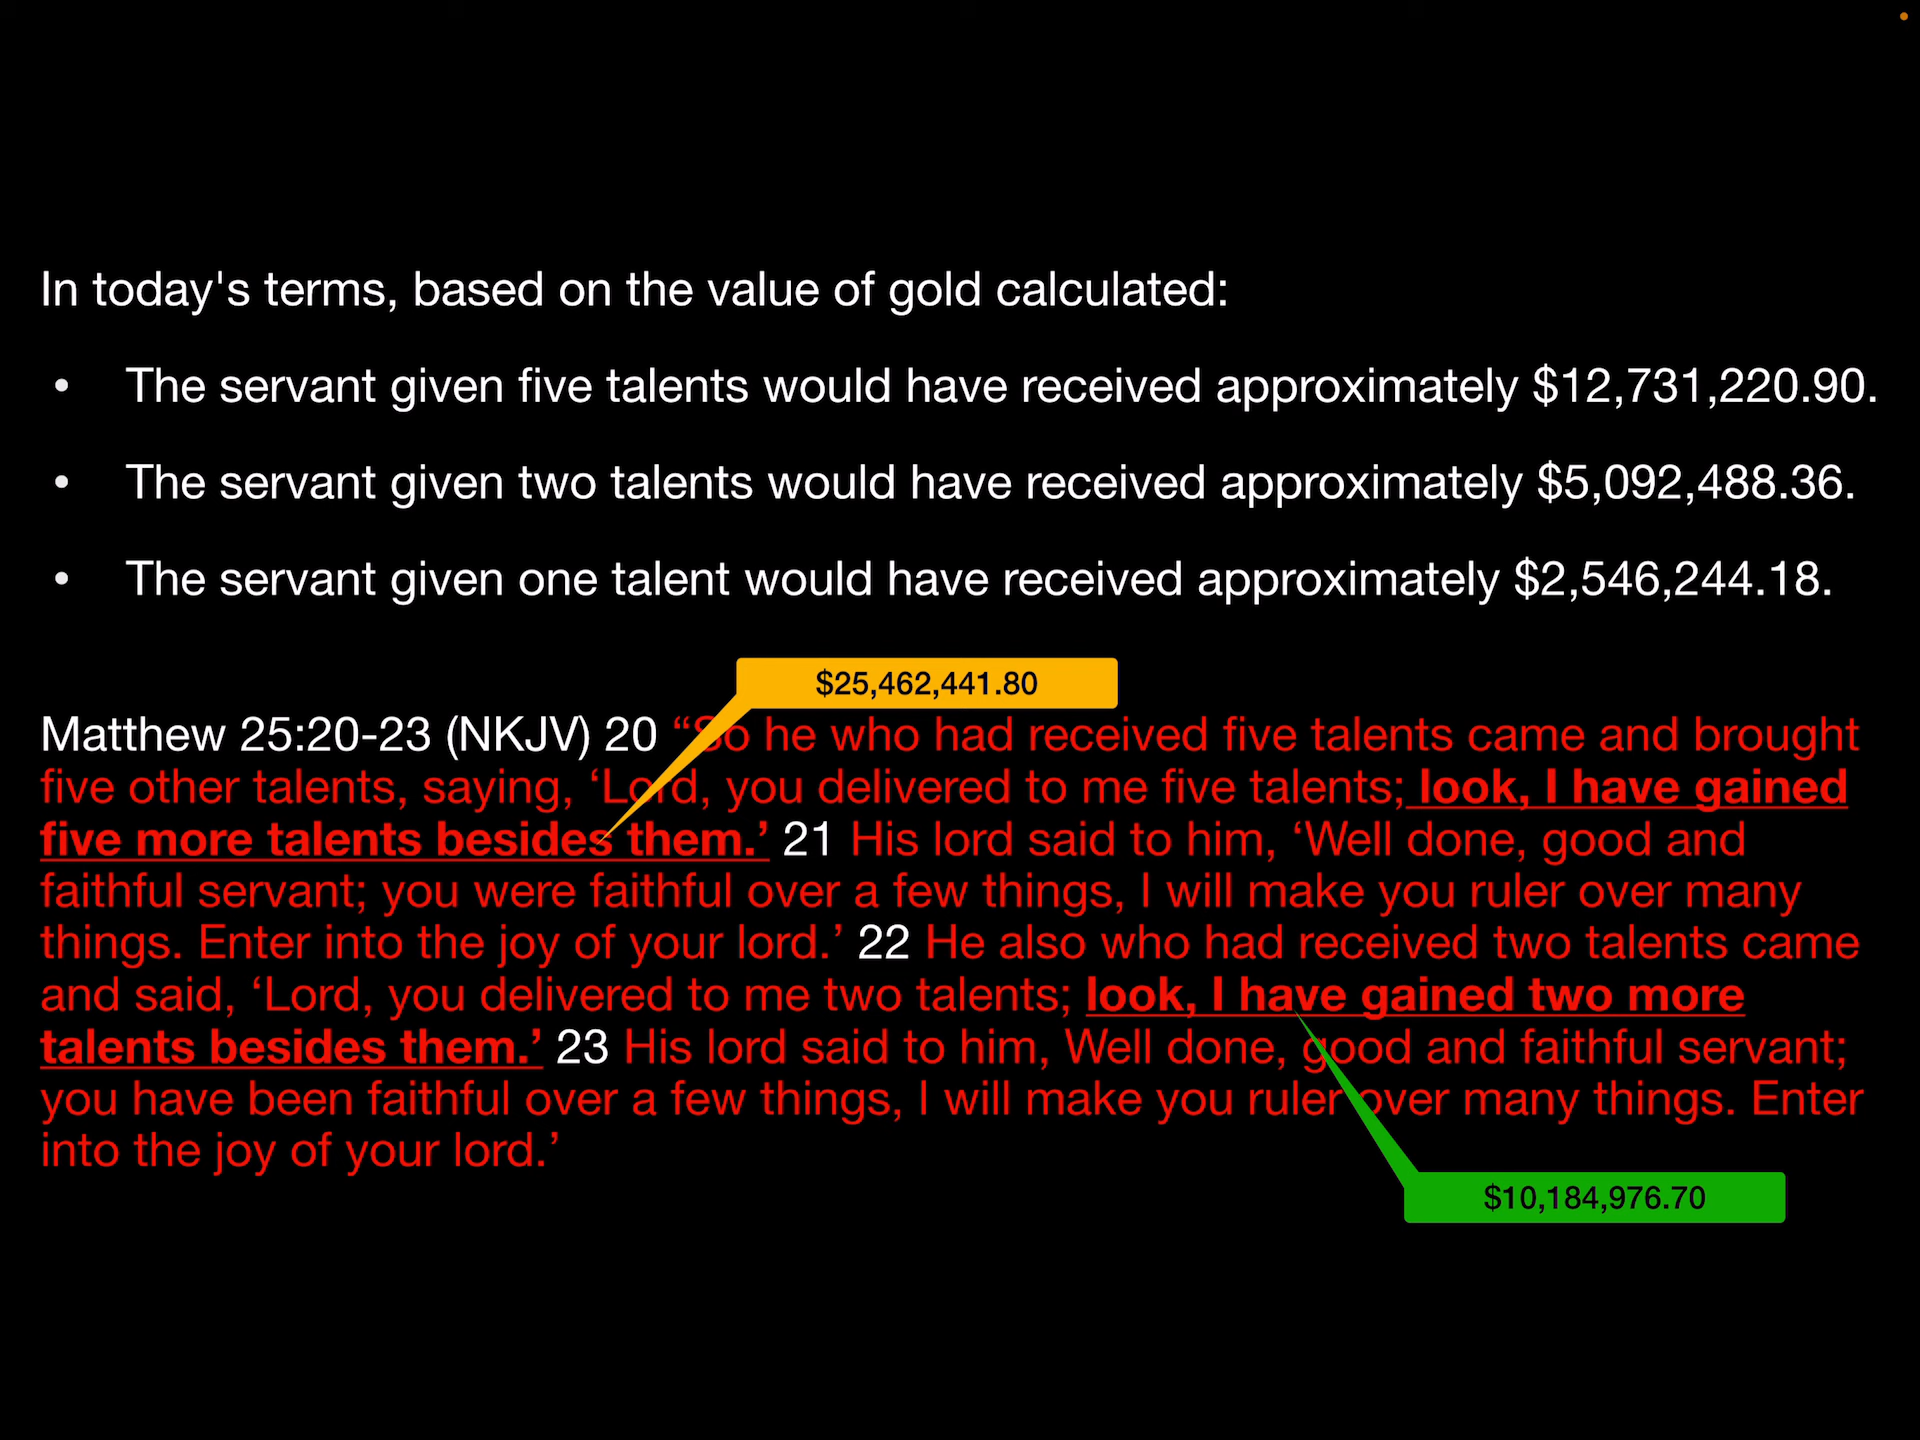 In today's terms, based on the value of gold calculated:
• The servant given five talents would have received approximately $12,731,220.90.
• The servant given two talents would have received approximately $5,092,488.36.
• The servant given one talent would have received approximately $2,546,244.18.
$25,462,441.80
Matthew 25:20-23 (NKJV) 20 “So he who had received five talents came and brought
five other talents, saying, ‘Lord, you delivered to me five talents; look, I have gained
five more talents besides them.’ 21 His lord said to him, ‘Well done, good and
faithful servant; you were faithful over a few things, I will make you ruler over many
things. Enter into the joy of your lord.’ 22 He also who had received two talents came
and said, ‘Lord, you delivered to me two talents; look, I have gained two more
talents besides them.’ 23 His lord said to him, Well done, good and faithful servant;
you have been faithful over a few things, I will make you ruler over many things. Enter
into the joy of your lord.’
$10,184,976.70